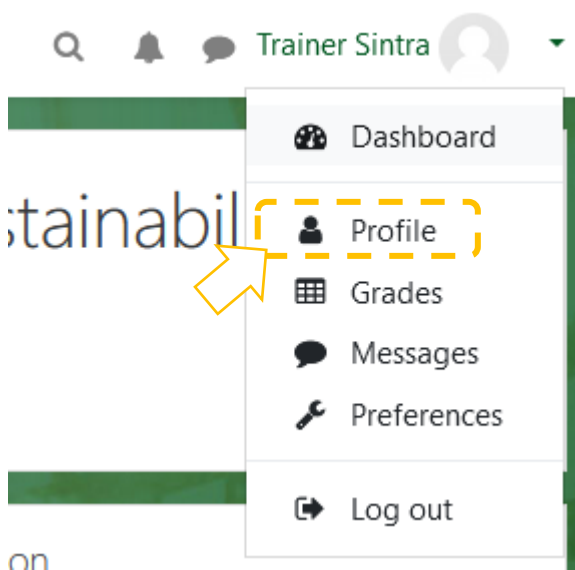 Trainer Sintra
Dashboard
stainabil
Profile
Grades
Messages
Preferences
Log out
on